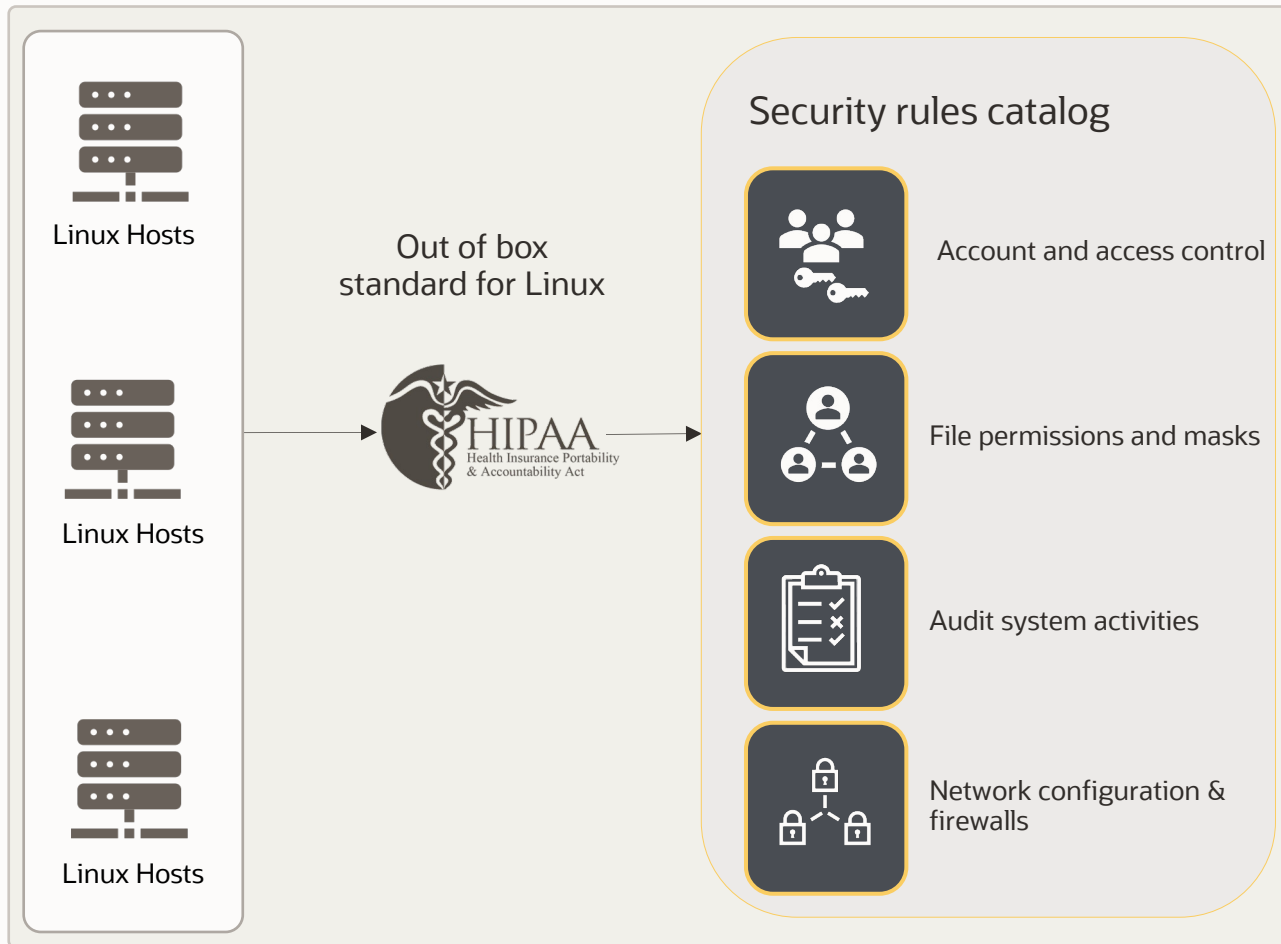 Linux Hosts
Linux Hosts
Linux Hosts
Out of box
standard for Linux
HIPAA
Health Insurance Portability
& Accountability Act
Security rules catalog
Account and access control
File permissions and masks
Audit system activities
Network configuration &
firewalls